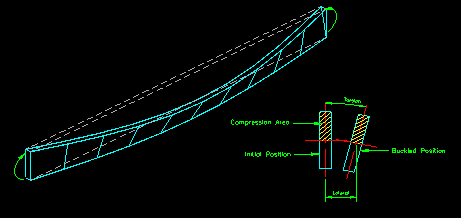 Torsion
Compression Area
Initial Position
Buckled Position
Lateral